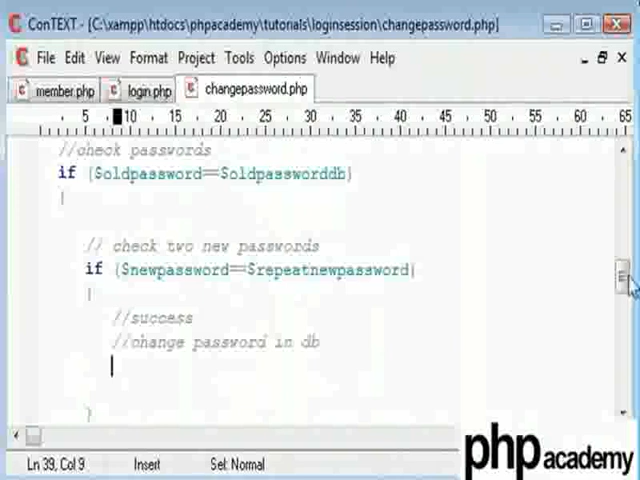 ConTEXT - [C:\xampp\htdocs\phpacademy\tutorials\loginsession\changepassword.php]
File Edit View Format Project Tools Options Window Help
member.php login.php changepassword.php
5 10 15 20 25 30 35 40 45 50 55 60 65
//check passwords
if ($oldpassword==$oldpassworddb)
{
// check two new passwords
if ($newpassword==$repeatnewpassword)
{
//success
//change password in db
}
Ln 39, Col 9 Insert Sel: Normal
php academy